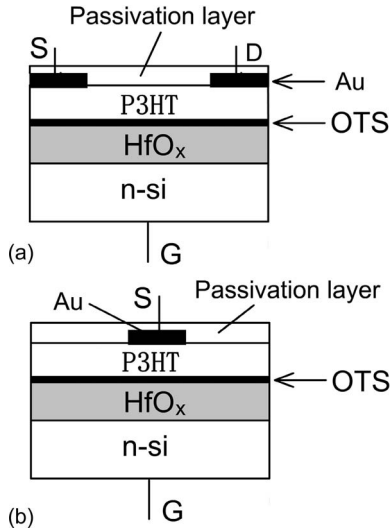 Passivation layer
S
D
Au
P3HT
OTS
HfOₓ
n-si
(a)
G
S
Au
Passivation layer
P3HT
OTS
HfOₓ
n-si
(b)
G